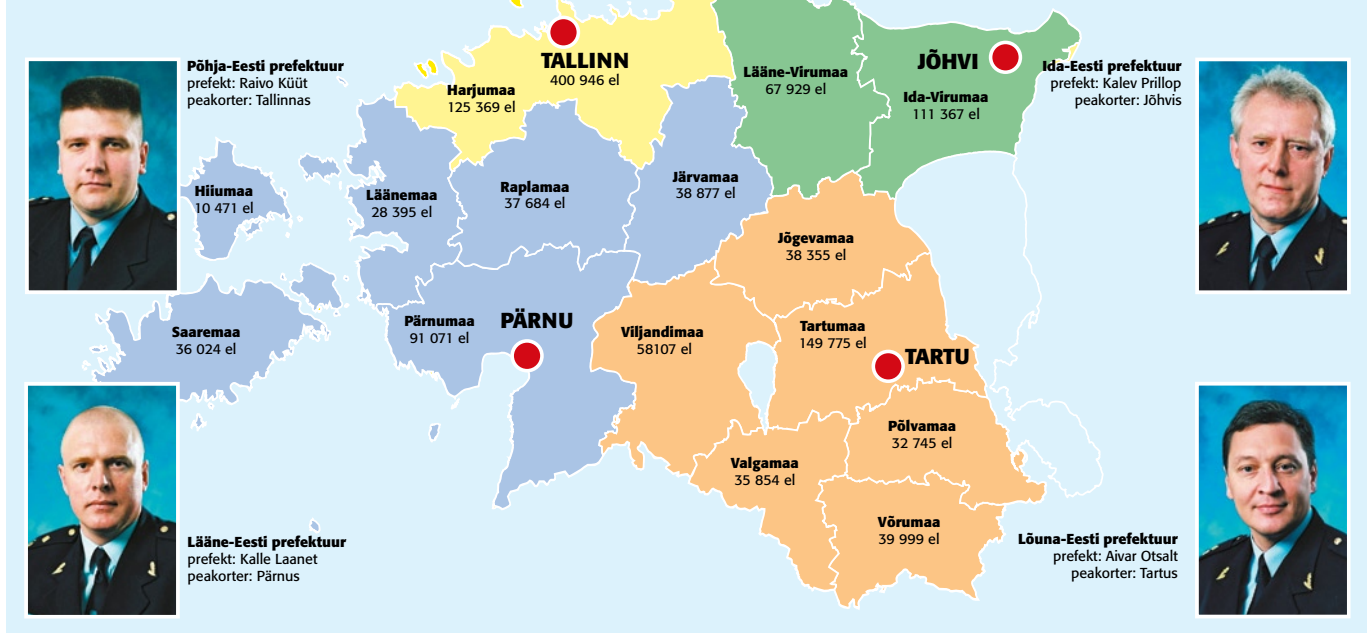 Põhja-Eesti prefektuur
prefekt: Raivo Küüt
peakorter: Tallinnas
TALLINN
400 946 el
Harjumaa
125 369 el
Lääne-Virumaa
67 929 el
JÕHVI
Ida-Virumaa
111 367 el
Ida-Eesti prefektuur
prefekt: Kalev Prillop
peakorter: Jõhvis
Hiiumaa
10 471 el
Läänemaa
28 395 el
Raplamaa
37 684 el
Järvamaa
38 877 el
Jõgevamaa
38 355 el
Saaremaa
36 024 el
Pärnumaa
91 071 el
PÄRNU
Viljandimaa
58107 el
Tartumaa
149 775 el
TARTU
Põlvamaa
32 745 el
Valgamaa
35 854 el
Võrumaa
39 999 el
Lääne-Eesti prefektuur
prefekt: Kalle Laanet
peakorter: Pärnus
Lõuna-Eesti prefektuur
prefekt: Aivar Otsalt
peakorter: Tartus